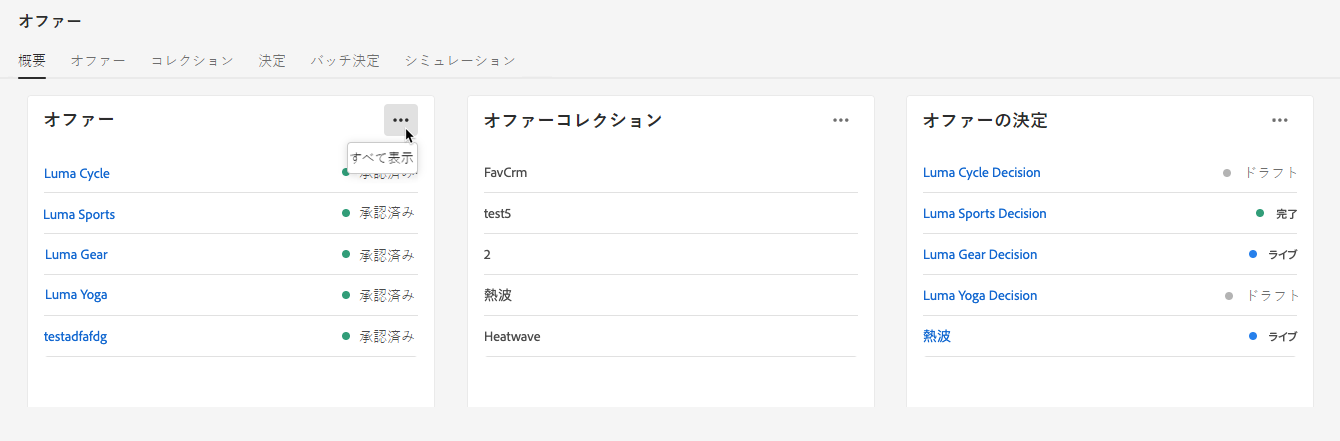 オファー
概要 オファー コレクション 決定 バッチ決定 シミュレーション
オファー
すべて表示
Luma Cycle 承認済み
Luma Sports 承認済み
Luma Gear 承認済み
Luma Yoga 承認済み
testadfafdg 承認済み
オファーコレクション
FavCrm
test5
2
熱波
Heatwave
オファーの決定
Luma Cycle Decision ドラフト
Luma Sports Decision 完了
Luma Gear Decision ライブ
Luma Yoga Decision ドラフト
熱波 ライブ